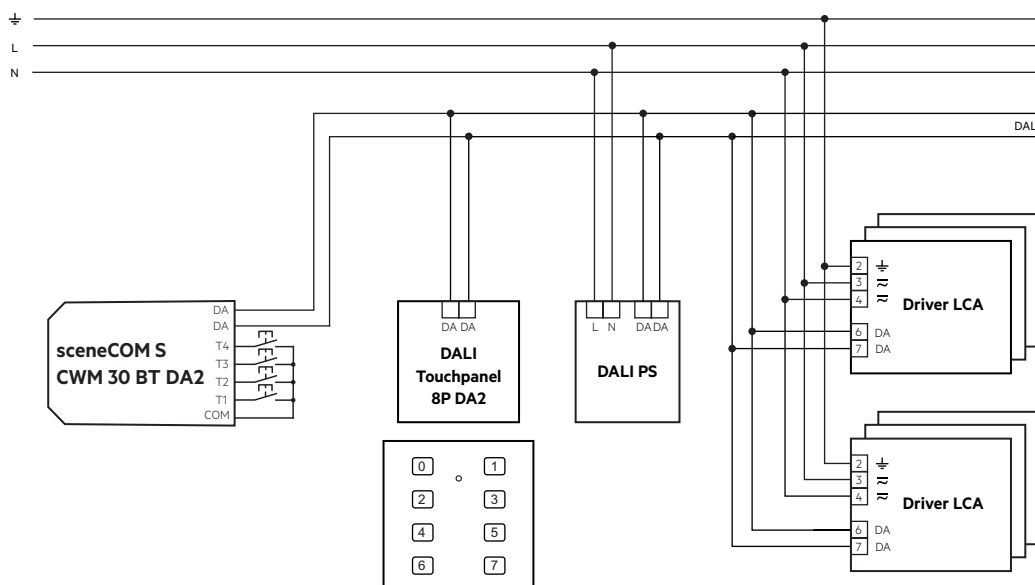 ⏚
L
N
DAL
sceneCOM S
CWM 30 BT DA2
DA
DA
T4
T3
T2
T1
COM
DA DA
DALI
Touchpanel
8P DA2
L N DA DA
DALI PS
2 ⏚
3
4
6 DA
7 DA
Driver LCA
2 ⏚
3
4
6 DA
7 DA
Driver LCA
0 1
2 3
4 5
6 7